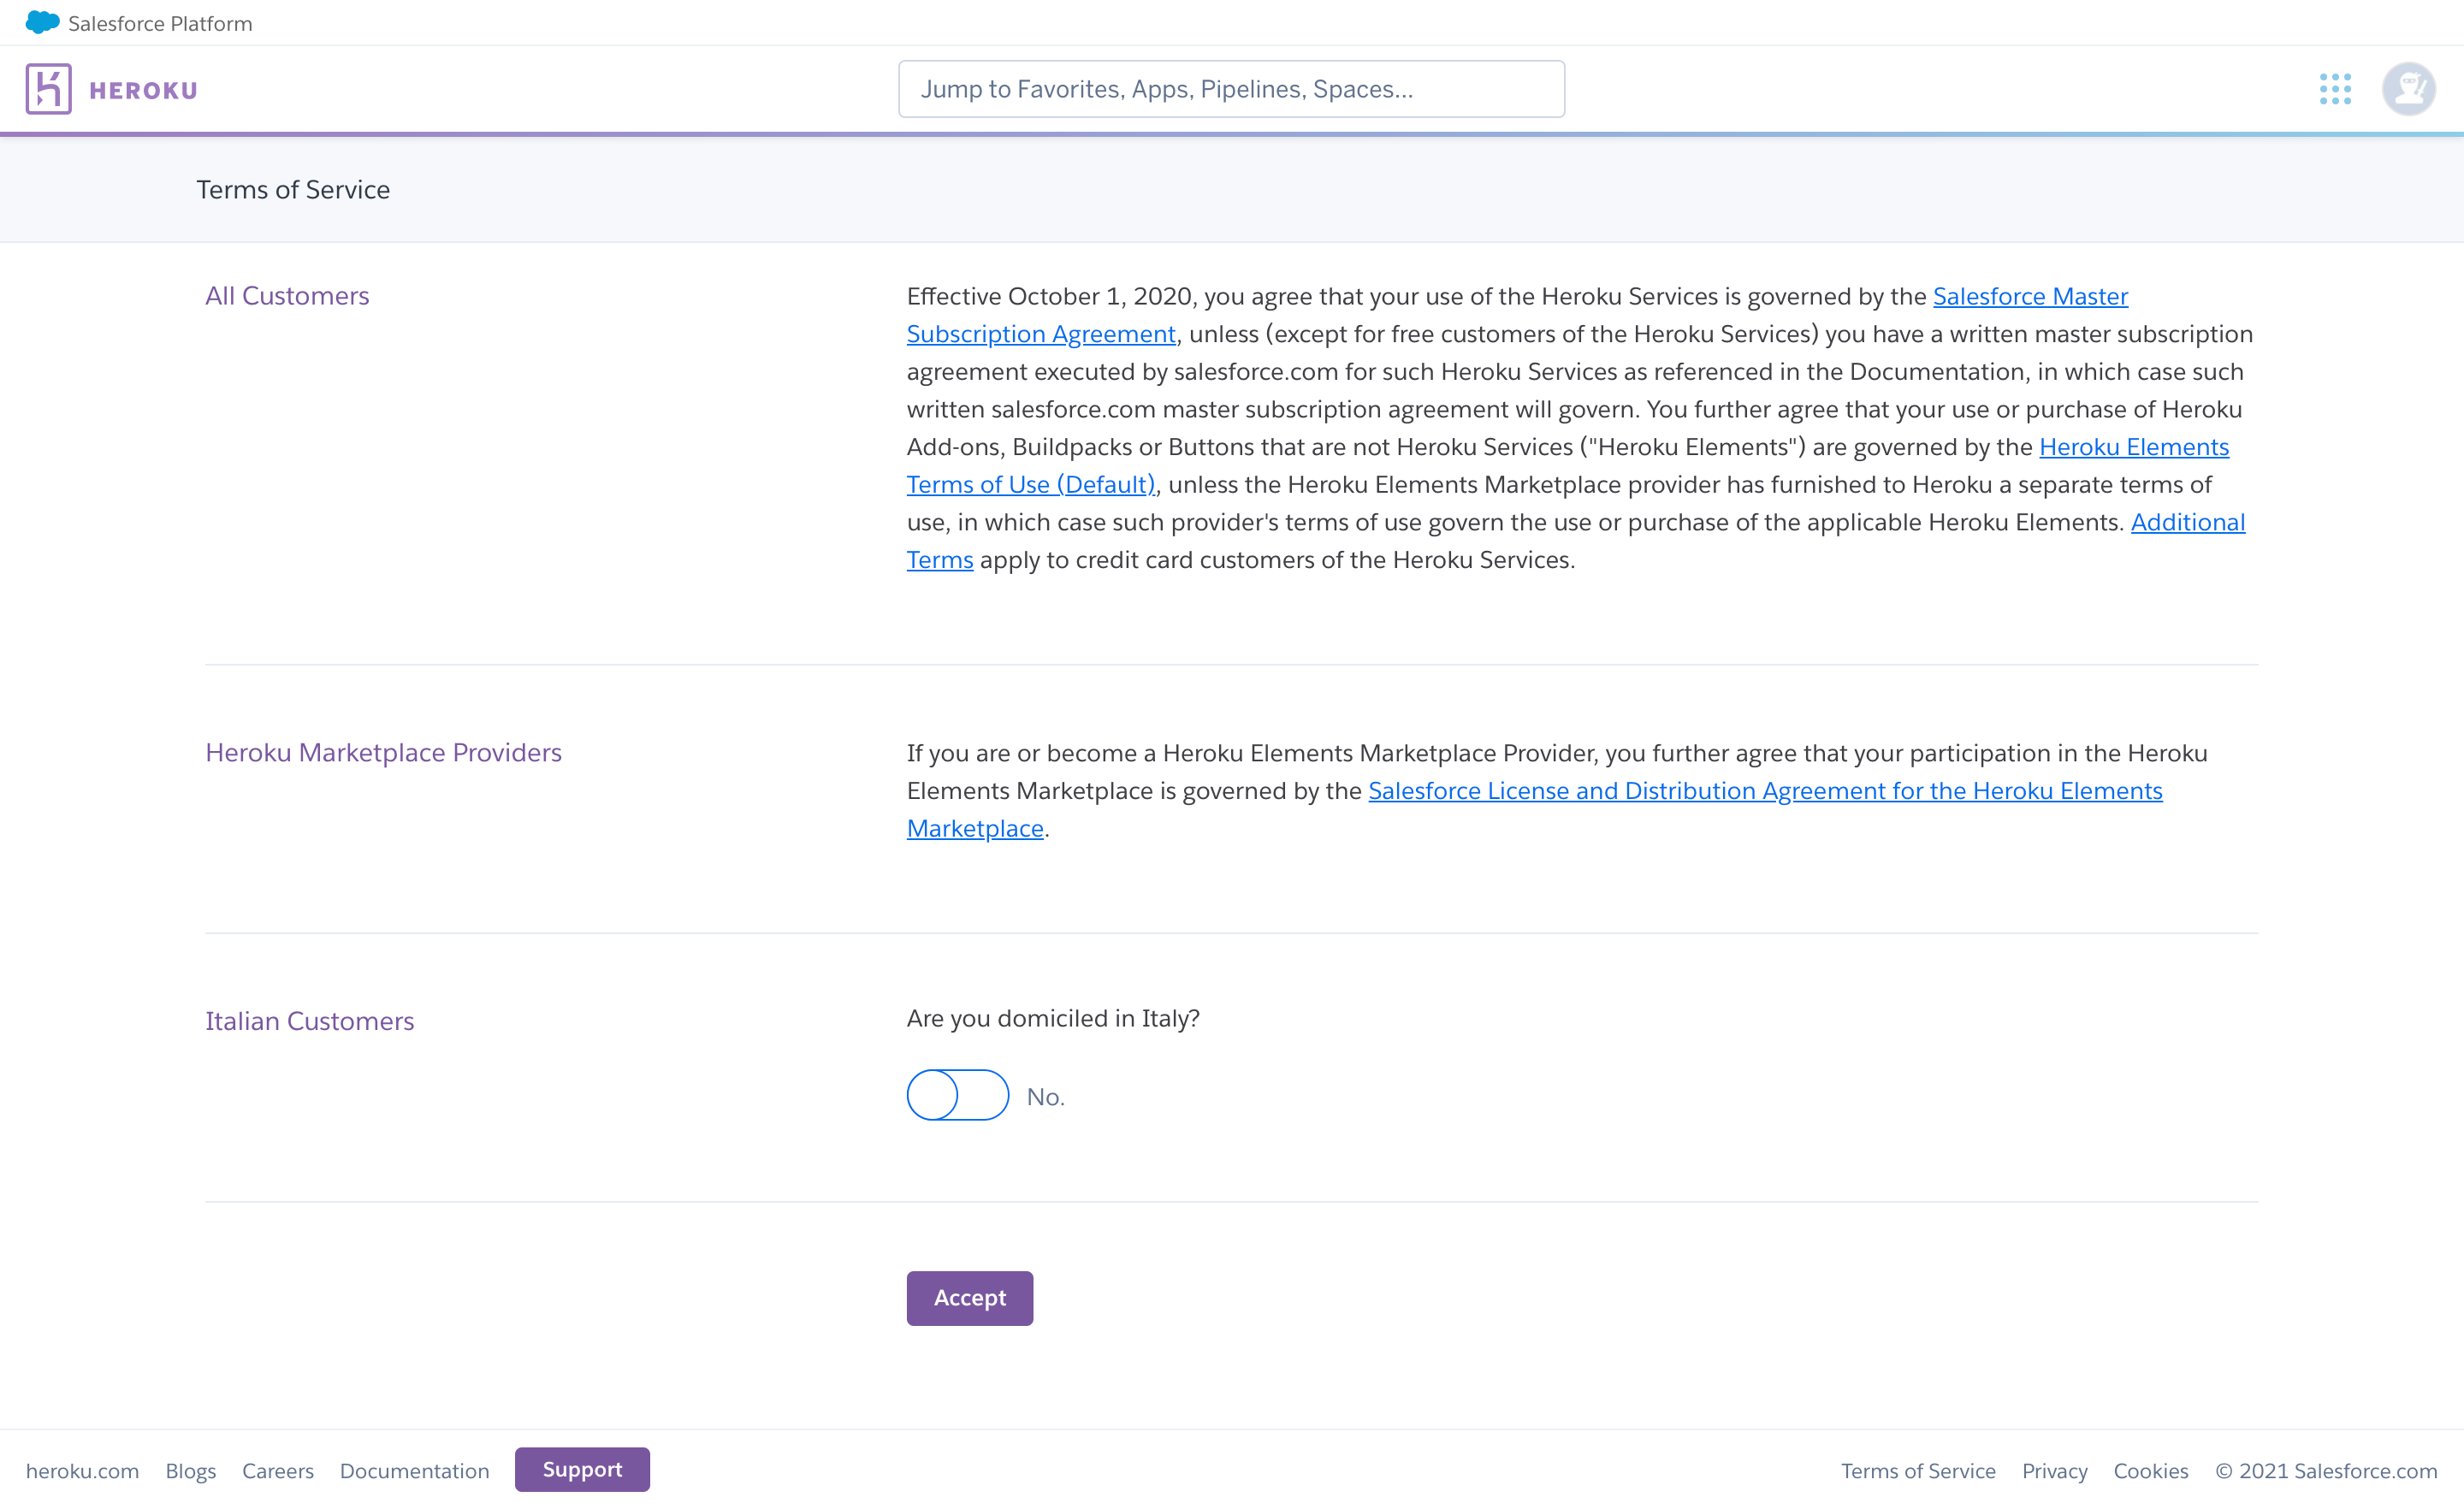 Salesforce Platform
HEROKU
Jump to Favorites, Apps, Pipelines, Spaces...
Terms of Service
All Customers
Effective October 1, 2020, you agree that your use of the Heroku Services is governed by the Salesforce Master
Subscription Agreement, unless (except for free customers of the Heroku Services) you have a written master subscription
agreement executed by salesforce.com for such Heroku Services as referenced in the Documentation, in which case such
written salesforce.com master subscription agreement will govern. You further agree that your use or purchase of Heroku
Add-ons, Buildpacks or Buttons that are not Heroku Services ("Heroku Elements") are governed by the Heroku Elements
Terms of Use (Default), unless the Heroku Elements Marketplace provider has furnished to Heroku a separate terms of
use, in which case such provider's terms of use govern the use or purchase of the applicable Heroku Elements. Additional
Terms apply to credit card customers of the Heroku Services.
Heroku Marketplace Providers
If you are or become a Heroku Elements Marketplace Provider, you further agree that your participation in the Heroku
Elements Marketplace is governed by the Salesforce License and Distribution Agreement for the Heroku Elements
Marketplace.
Italian Customers
Are you domiciled in Italy?
No.
Accept
heroku.com Blogs Careers Documentation Support Terms of Service Privacy Cookies © 2021 Salesforce.com